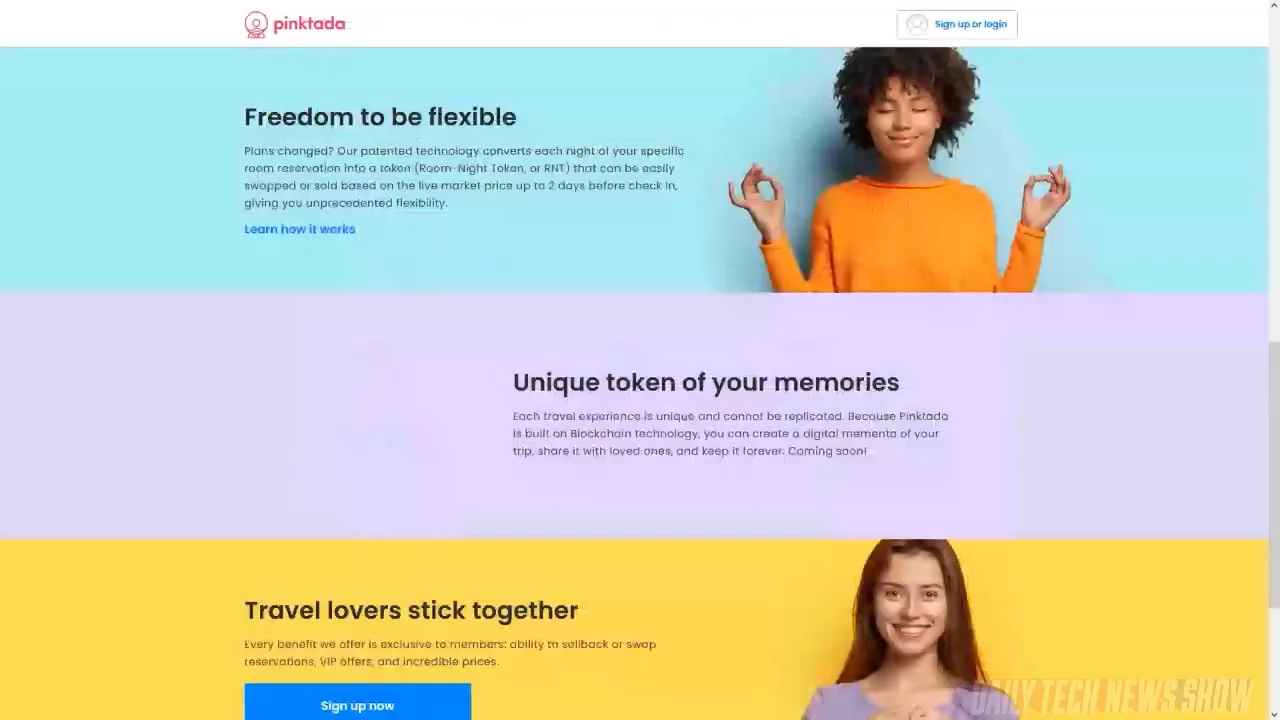 pinktada
Sign up or login
Freedom to be flexible
Plans changed? Our patented technology converts each night of your specific
room reservation into a token (Room-Night Token, or RNT) that can be easily
swapped or sold based on the live market price up to 2 days before check in,
giving you unprecedented flexibility.
Learn how it works
Unique token of your memories
Each travel experience is unique and cannot be replicated. Because Pinktada
is built on Blockchain technology, you can create a digital memento of your
trip, share it with loved ones, and keep it forever. Coming soon!
Travel lovers stick together
Every benefit we offer is exclusive to members: ability to sellback or swap
reservations, VIP offers, and incredible prices.
Sign up now
DAILY TECH NEWS SHOW